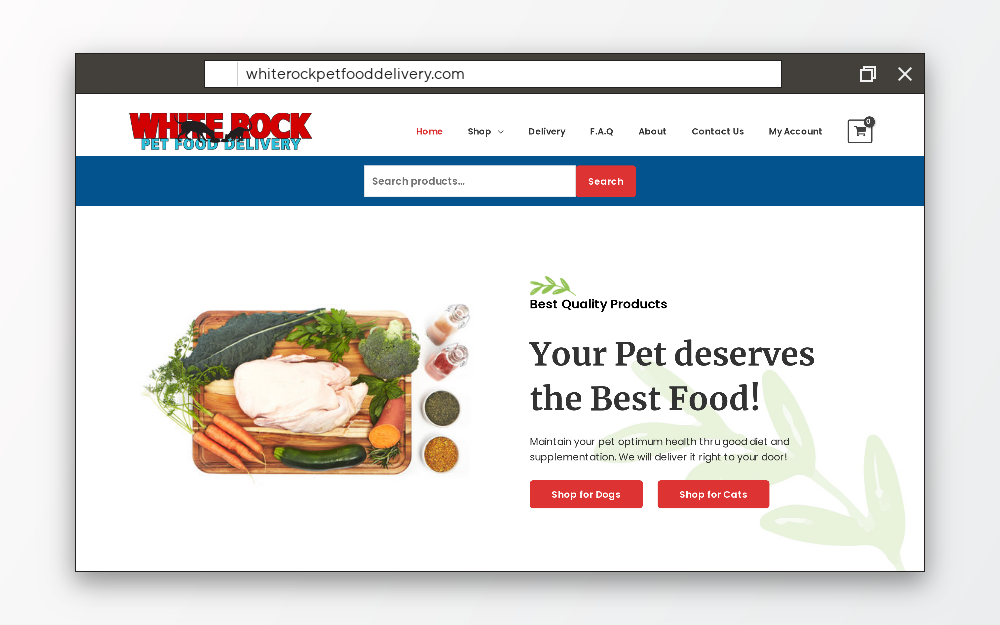 whiterockpetfooddelivery.com
WHITE ROCK
PET FOOD DELIVERY
Home Shop Delivery F.A.Q About Contact Us My Account 0
Search products... Search
Best Quality Products
Your Pet deserves
the Best Food!
Maintain your pet optimum health thru good diet and
supplementation. We will deliver it right to your door!
Shop for Dogs Shop for Cats